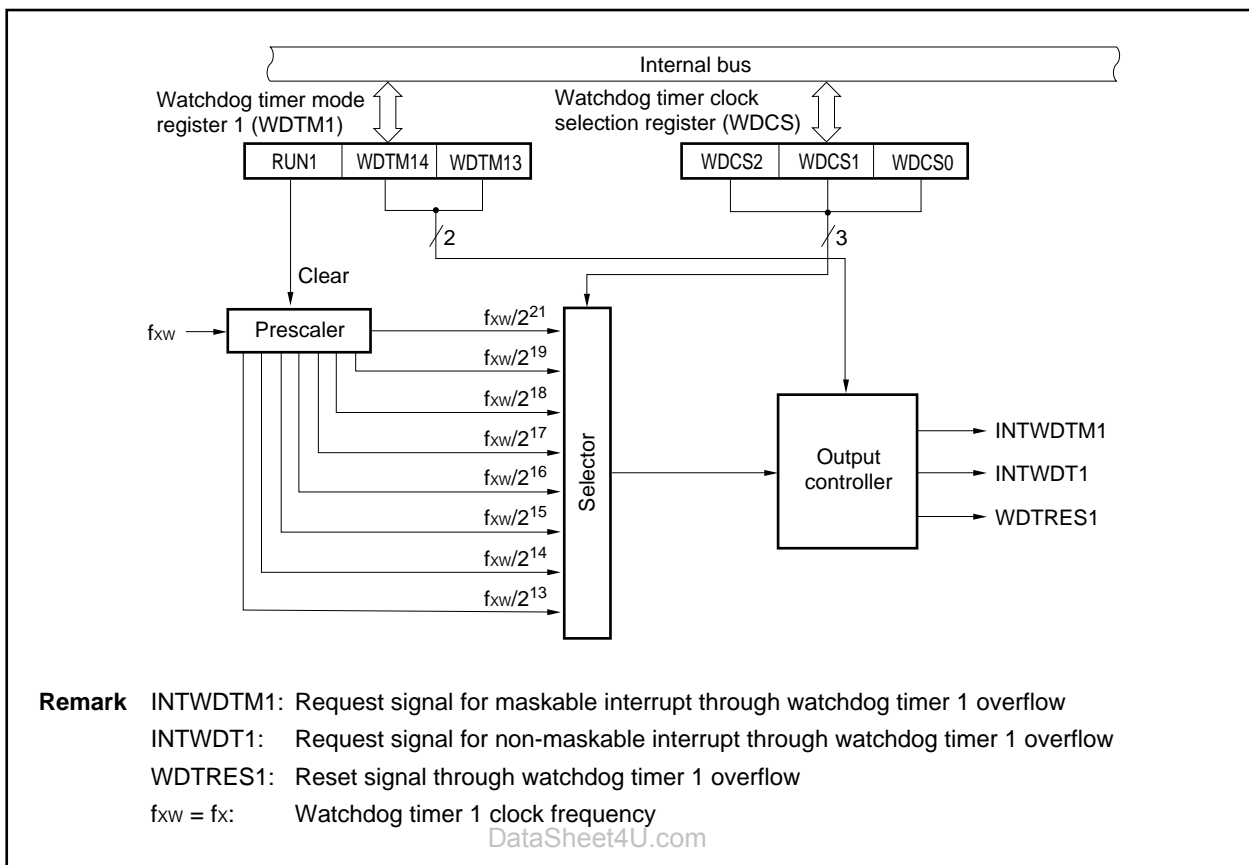 Internal bus
Watchdog timer mode
register 1 (WDTM1)
Watchdog timer clock
selection register (WDCS)
RUN1 WDTM14 WDTM13
WDCS2 WDCS1 WDCS0
2
3
Clear
fxw
Prescaler
fxw/2^21
fxw/2^19
fxw/2^18
fxw/2^17
fxw/2^16
fxw/2^15
fxw/2^14
fxw/2^13
Selector
Output
controller
INTWDTM1
INTWDT1
WDTRES1
Remark INTWDTM1: Request signal for maskable interrupt through watchdog timer 1 overflow
INTWDT1: Request signal for non-maskable interrupt through watchdog timer 1 overflow
WDTRES1: Reset signal through watchdog timer 1 overflow
fxw = fx: Watchdog timer 1 clock frequency
DataSheet4U.com